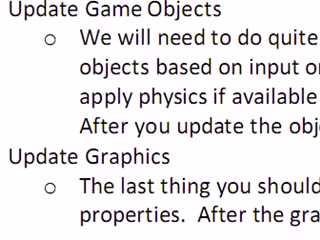 Update Game Objects
o We will need to do quite
objects based on input o
apply physics if available
After you update the obj
Update Graphics
o The last thing you should
properties. After the gra